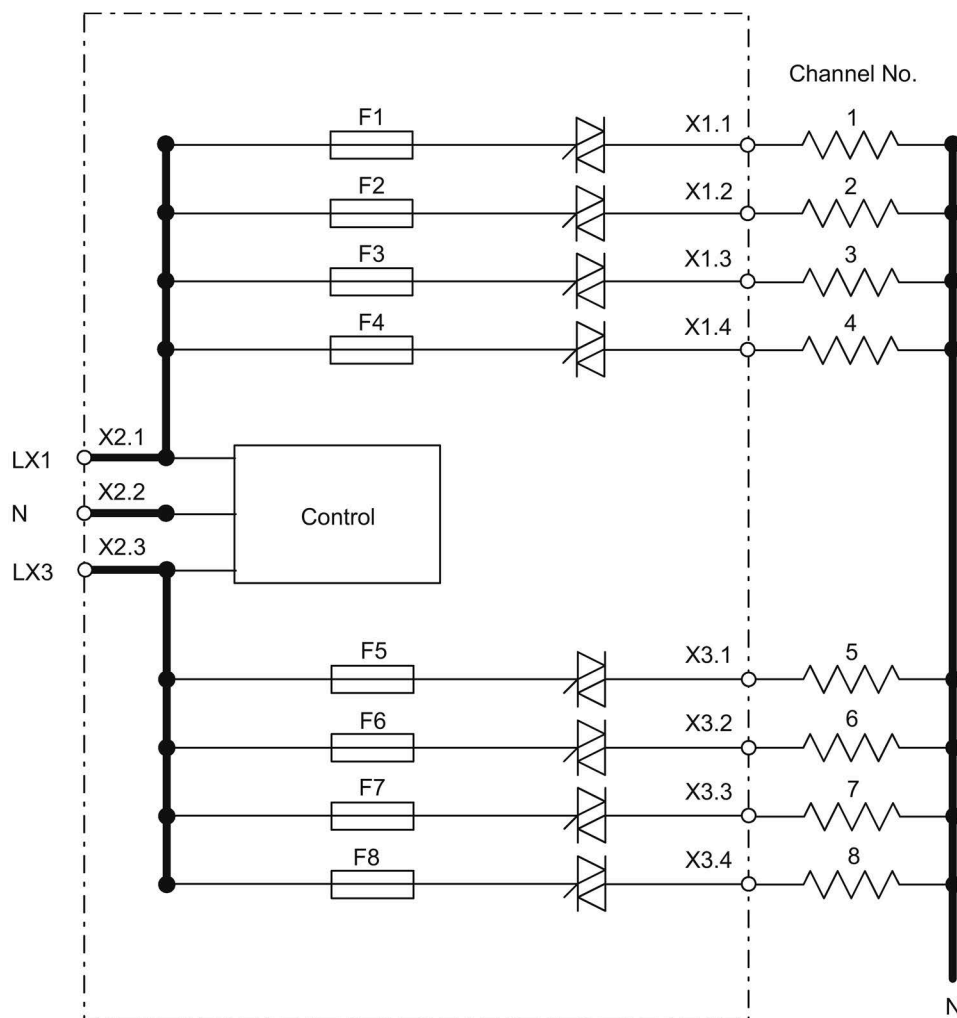 Channel No.
F1 X1.1 1
F2 X1.2 2
F3 X1.3 3
F4 X1.4 4
LX1 X2.1
N X2.2
Control
LX3 X2.3
F5 X3.1 5
F6 X3.2 6
F7 X3.3 7
F8 X3.4 8
N